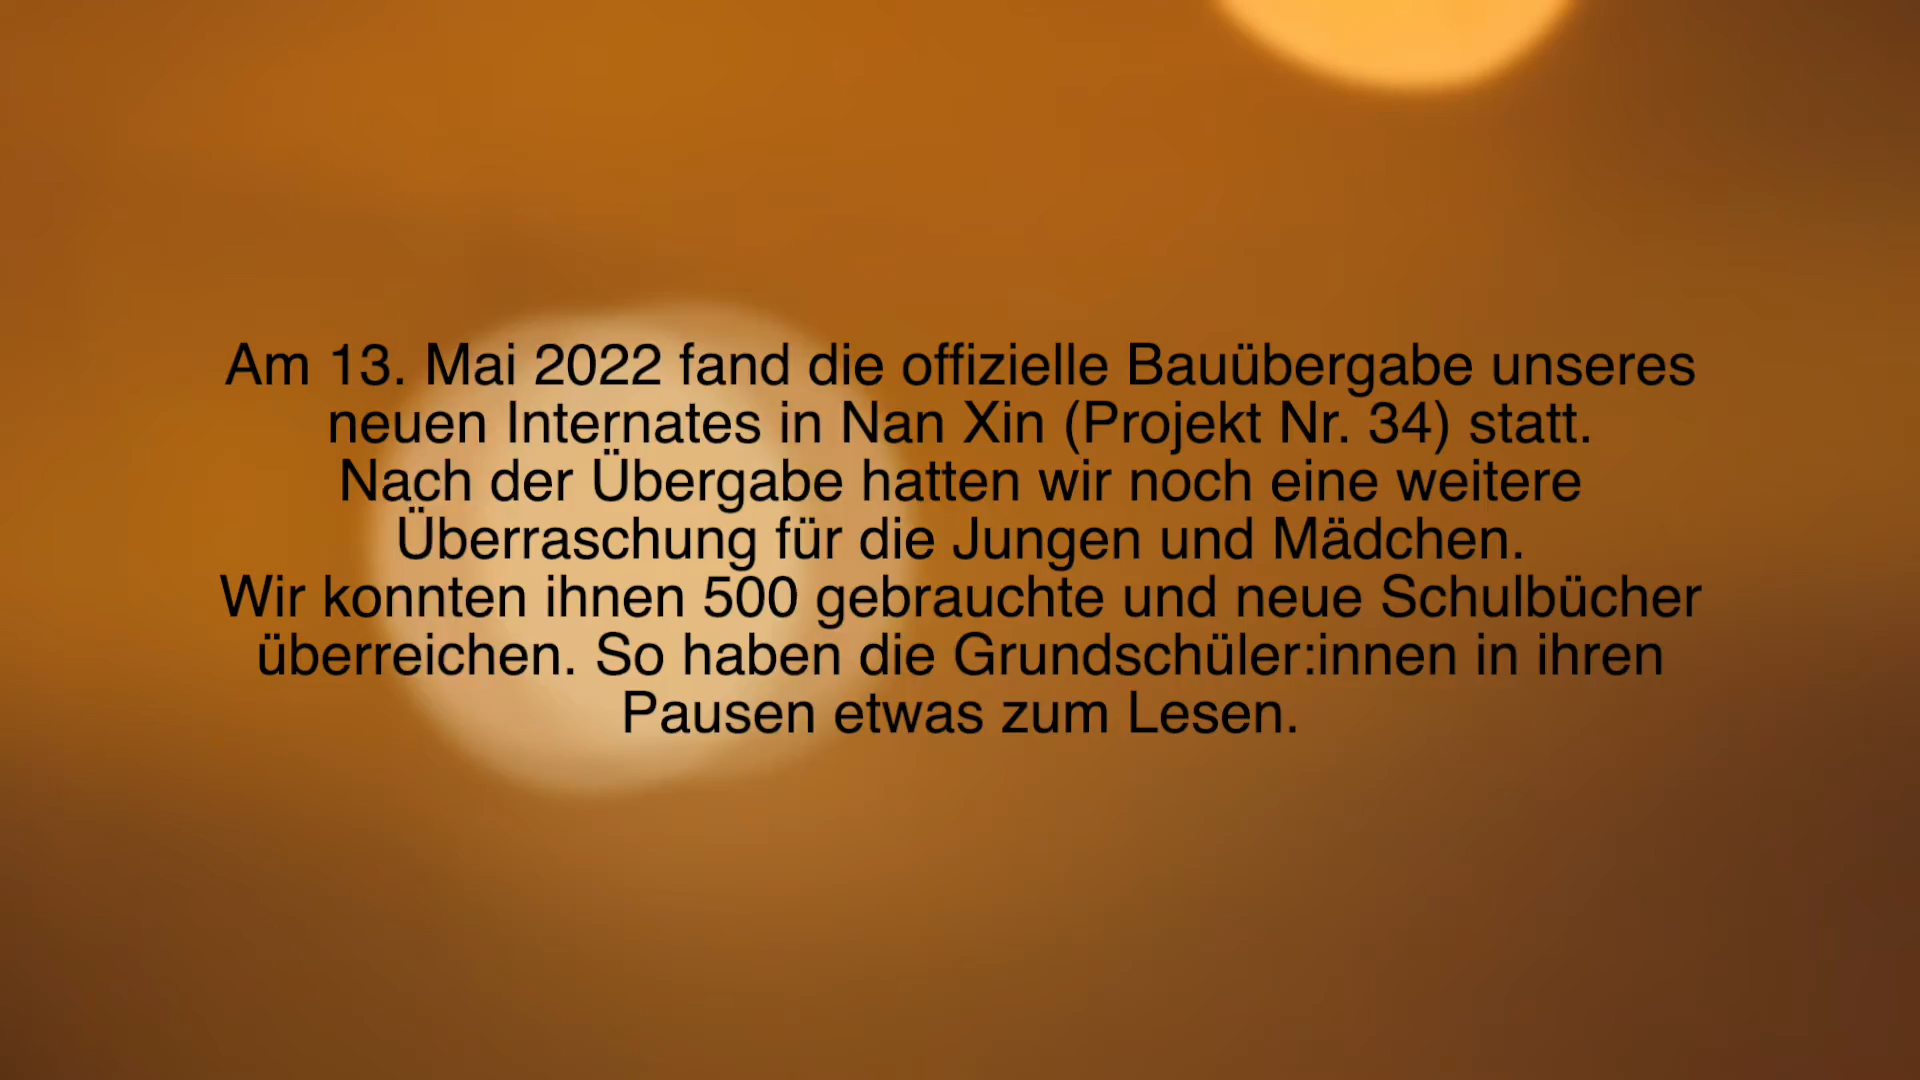 Am 13. Mai 2022 fand die offizielle Bauübergabe unseres
neuen Internates in Nan Xin (Projekt Nr. 34) statt.
Nach der Übergabe hatten wir noch eine weitere
Überraschung für die Jungen und Mädchen.
Wir konnten ihnen 500 gebrauchte und neue Schulbücher
überreichen. So haben die Grundschüler:innen in ihren
Pausen etwas zum Lesen.